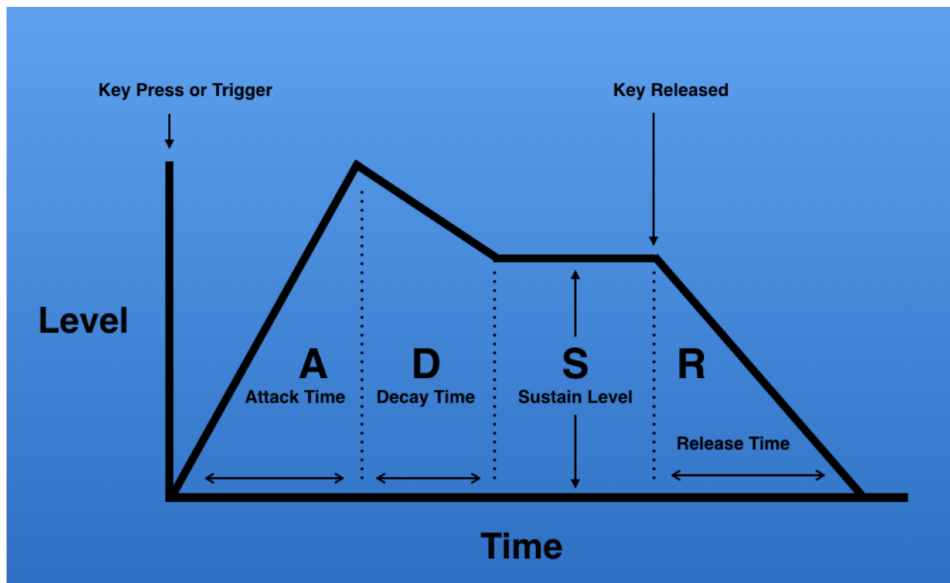 Key Press or Trigger
Key Released
Level
A
Attack Time
D
Decay Time
S
Sustain Level
R
Release Time
Time